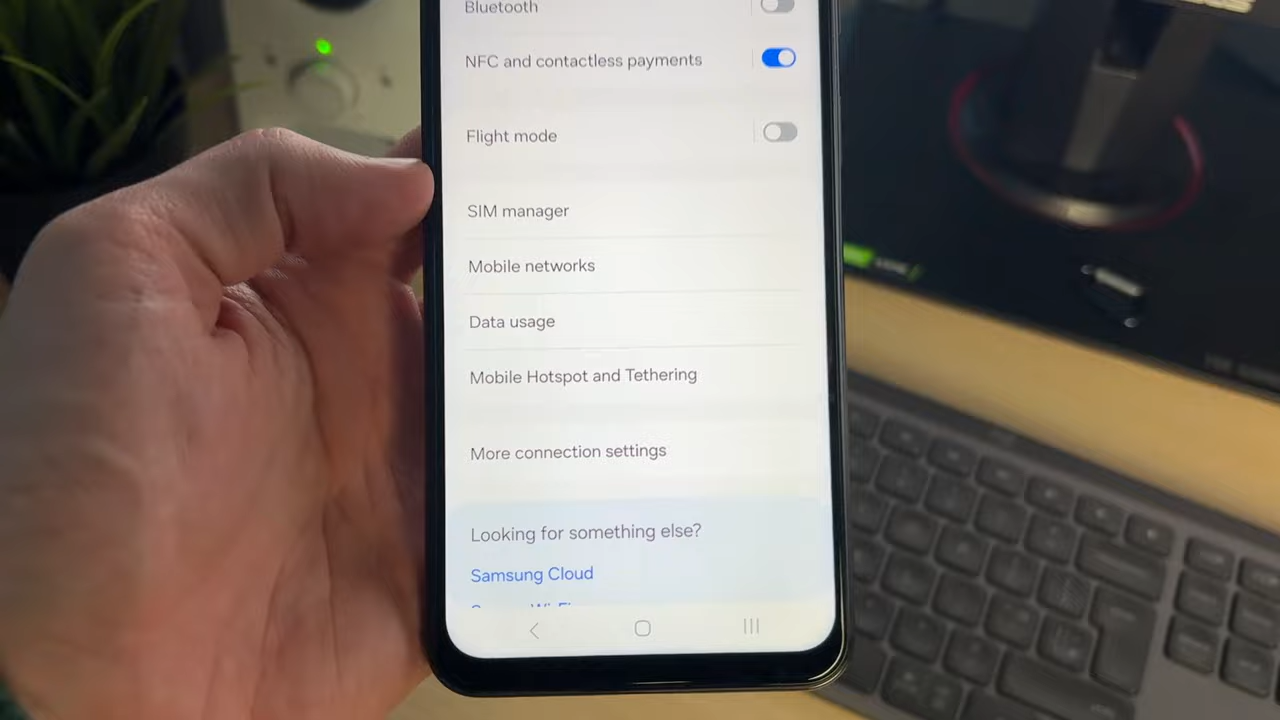 Bluetooth
NFC and contactless payments
Flight mode
SIM manager
Mobile networks
Data usage
Mobile Hotspot and Tethering
More connection settings
Looking for something else?
Samsung Cloud